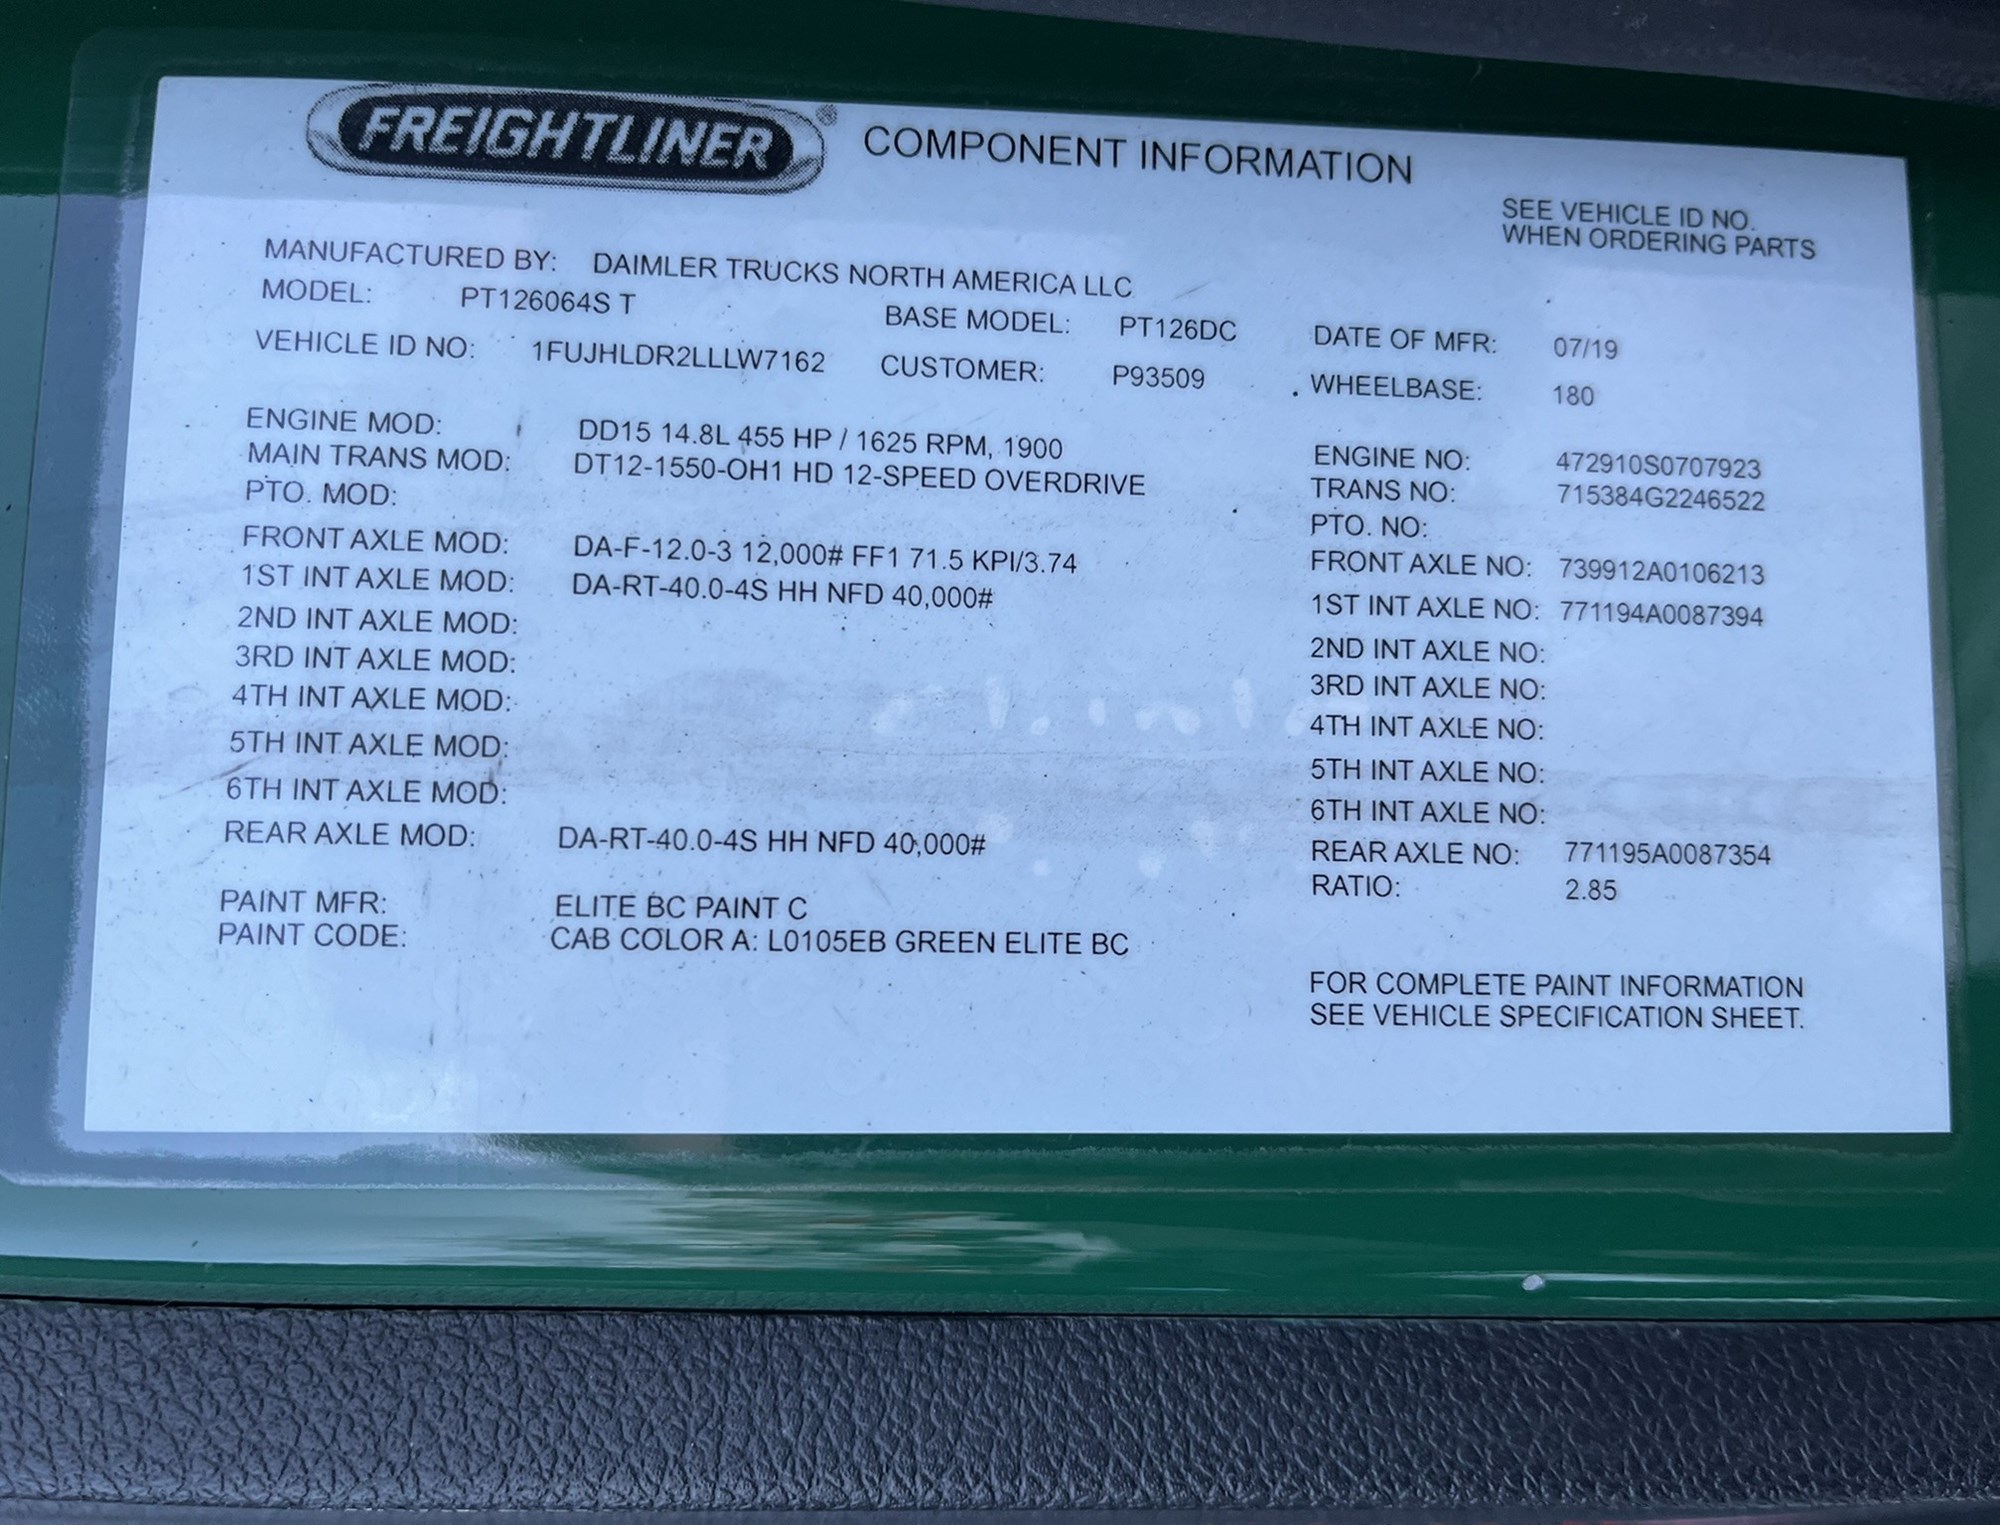 FREIGHTLINER ® COMPONENT INFORMATION
SEE VEHICLE ID NO.
WHEN ORDERING PARTS
MANUFACTURED BY: DAIMLER TRUCKS NORTH AMERICA LLC
MODEL: PT126064S T BASE MODEL: PT126DC DATE OF MFR: 07/19
VEHICLE ID NO: 1FUJHLDR2LLLW7162 CUSTOMER: P93509 WHEELBASE: 180
ENGINE MOD: DD15 14.8L 455 HP / 1625 RPM, 1900 ENGINE NO: 472910S0707923
MAIN TRANS MOD: DT12-1550-OH1 HD 12-SPEED OVERDRIVE TRANS NO: 715384G2246522
PTO. MOD: PTO. NO:
FRONT AXLE MOD: DA-F-12.0-3 12,000# FF1 71.5 KPI/3.74 FRONT AXLE NO: 739912A0106213
1ST INT AXLE MOD: DA-RT-40.0-4S HH NFD 40,000# 1ST INT AXLE NO: 771194A0087394
2ND INT AXLE MOD: 2ND INT AXLE NO:
3RD INT AXLE MOD: 3RD INT AXLE NO:
4TH INT AXLE MOD: 4TH INT AXLE NO:
5TH INT AXLE MOD: 5TH INT AXLE NO:
6TH INT AXLE MOD: 6TH INT AXLE NO:
REAR AXLE MOD: DA-RT-40.0-4S HH NFD 40,000# REAR AXLE NO: 771195A0087354
RATIO: 2.85
PAINT MFR: ELITE BC PAINT C
PAINT CODE: CAB COLOR A: L0105EB GREEN ELITE BC
FOR COMPLETE PAINT INFORMATION
SEE VEHICLE SPECIFICATION SHEET.